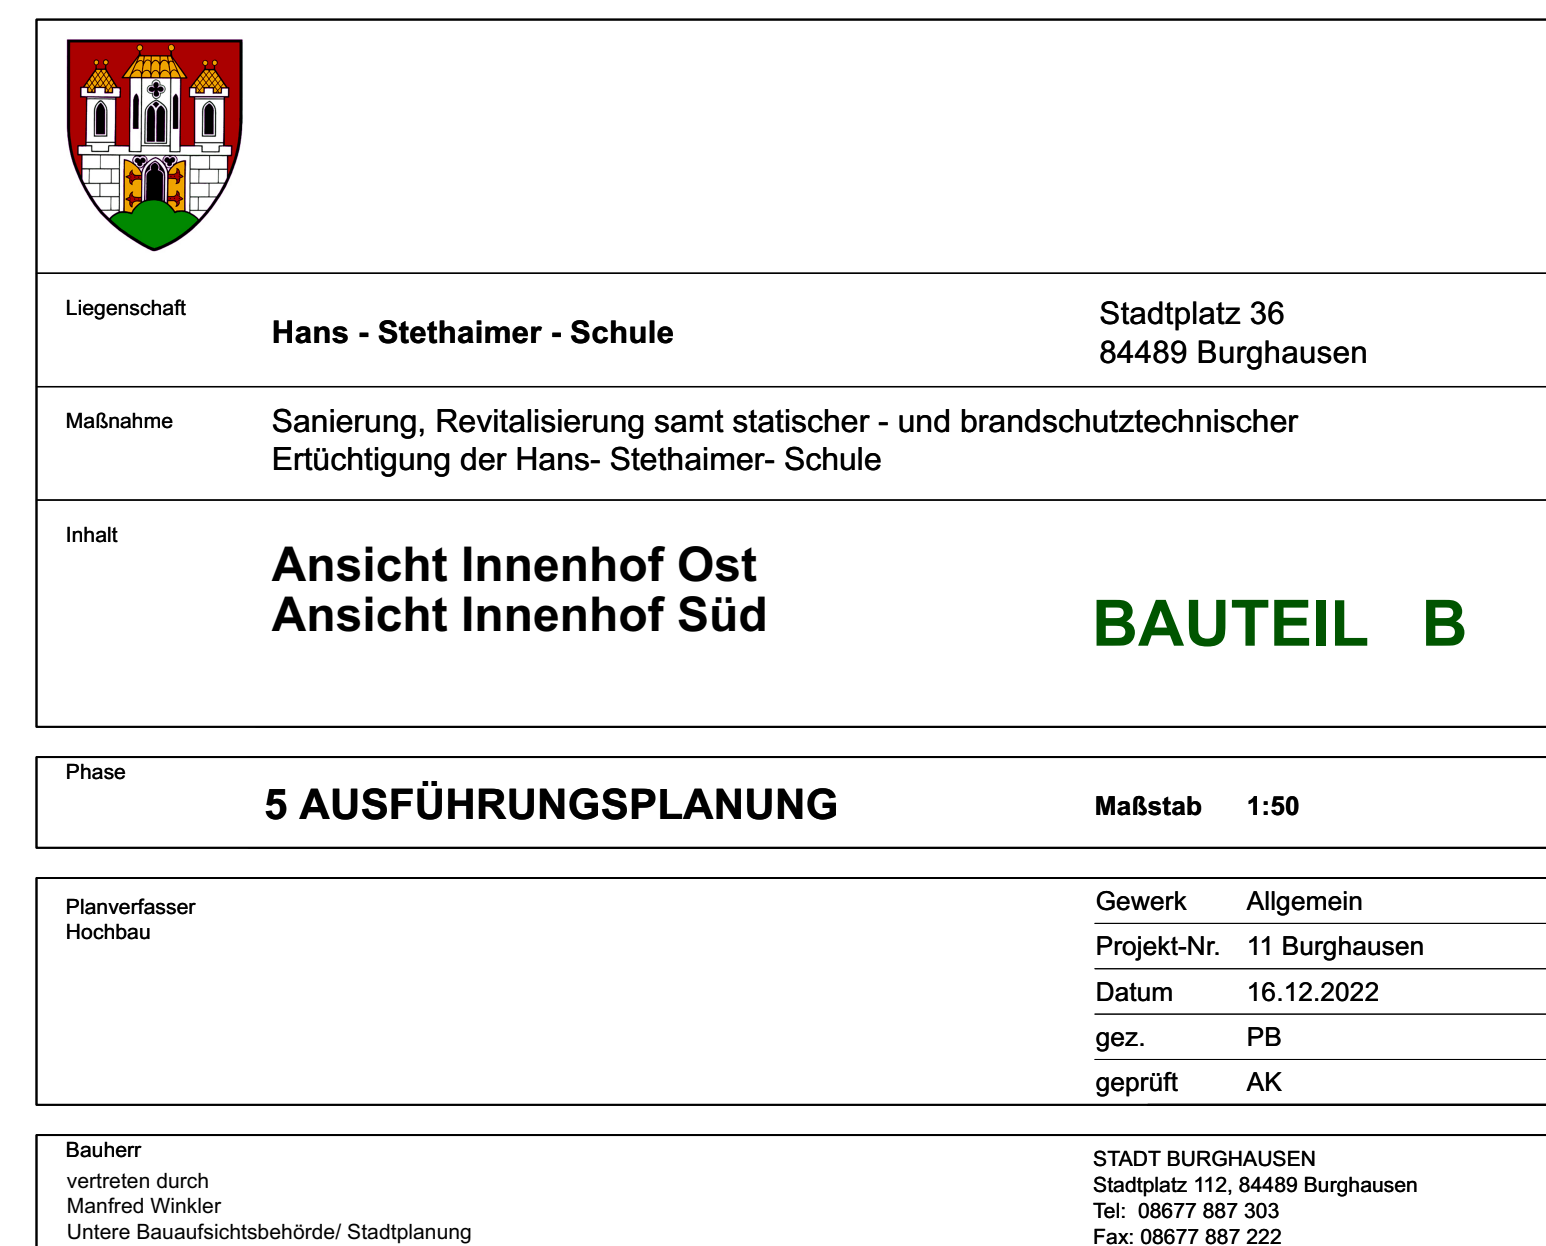 Liegenschaft
Hans - Stethaimer - Schule
Stadtplatz 36
84489 Burghausen
Maßnahme
Sanierung, Revitalisierung samt statischer - und brandschutztechnischer
Ertüchtigung der Hans- Stethaimer- Schule
Inhalt
Ansicht Innenhof Ost
Ansicht Innenhof Süd
BAUTEIL B
Phase
5 AUSFÜHRUNGSPLANUNG
Maßstab 1:50
Planverfasser
Hochbau
Gewerk Allgemein
Projekt-Nr. 11 Burghausen
Datum 16.12.2022
gez. PB
geprüft AK
Bauherr
vertreten durch
Manfred Winkler
Untere Bauaufsichtsbehörde/ Stadtplanung
STADT BURGHAUSEN
Stadtplatz 112, 84489 Burghausen
Tel: 08677 887 303
Fax: 08677 887 222